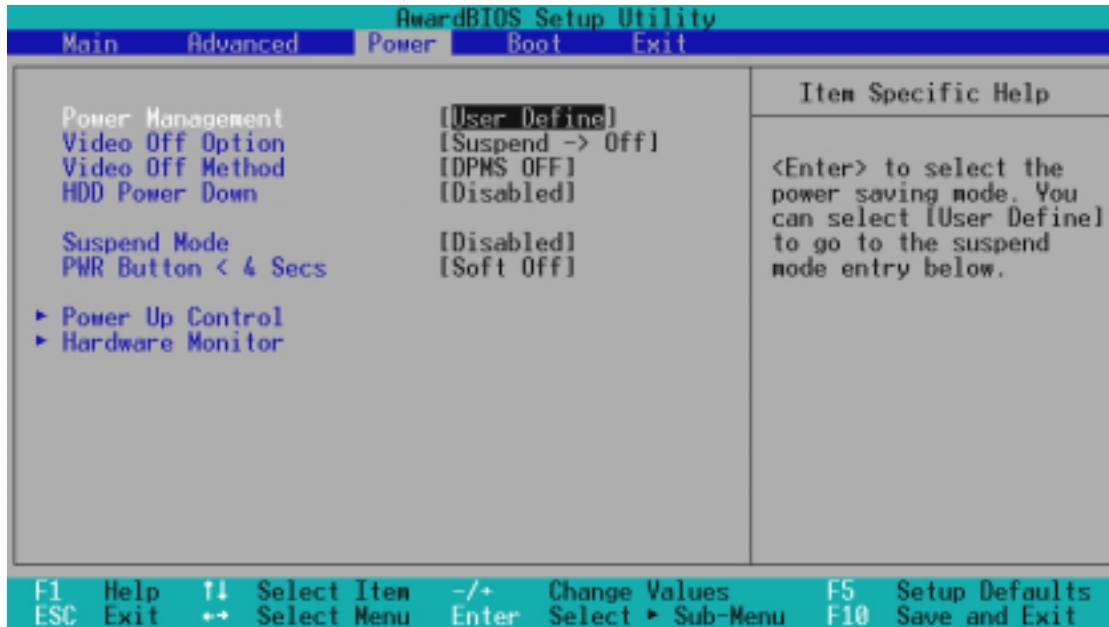 AwardBIOS Setup Utility
Main Advanced Power Boot Exit
Power Management [User Define]
Video Off Option [Suspend -> Off]
Video Off Method [DPMS OFF]
HDD Power Down [Disabled]
Suspend Mode [Disabled]
PWR Button < 4 Secs [Soft Off]
► Power Up Control
► Hardware Monitor
Item Specific Help
<Enter> to select the
power saving mode. You
can select [User Define]
to go to the suspend
mode entry below.
F1 Help ↑↓ Select Item -/+ Change Values F5 Setup Defaults
ESC Exit ←→ Select Menu Enter Select ► Sub-Menu F10 Save and Exit